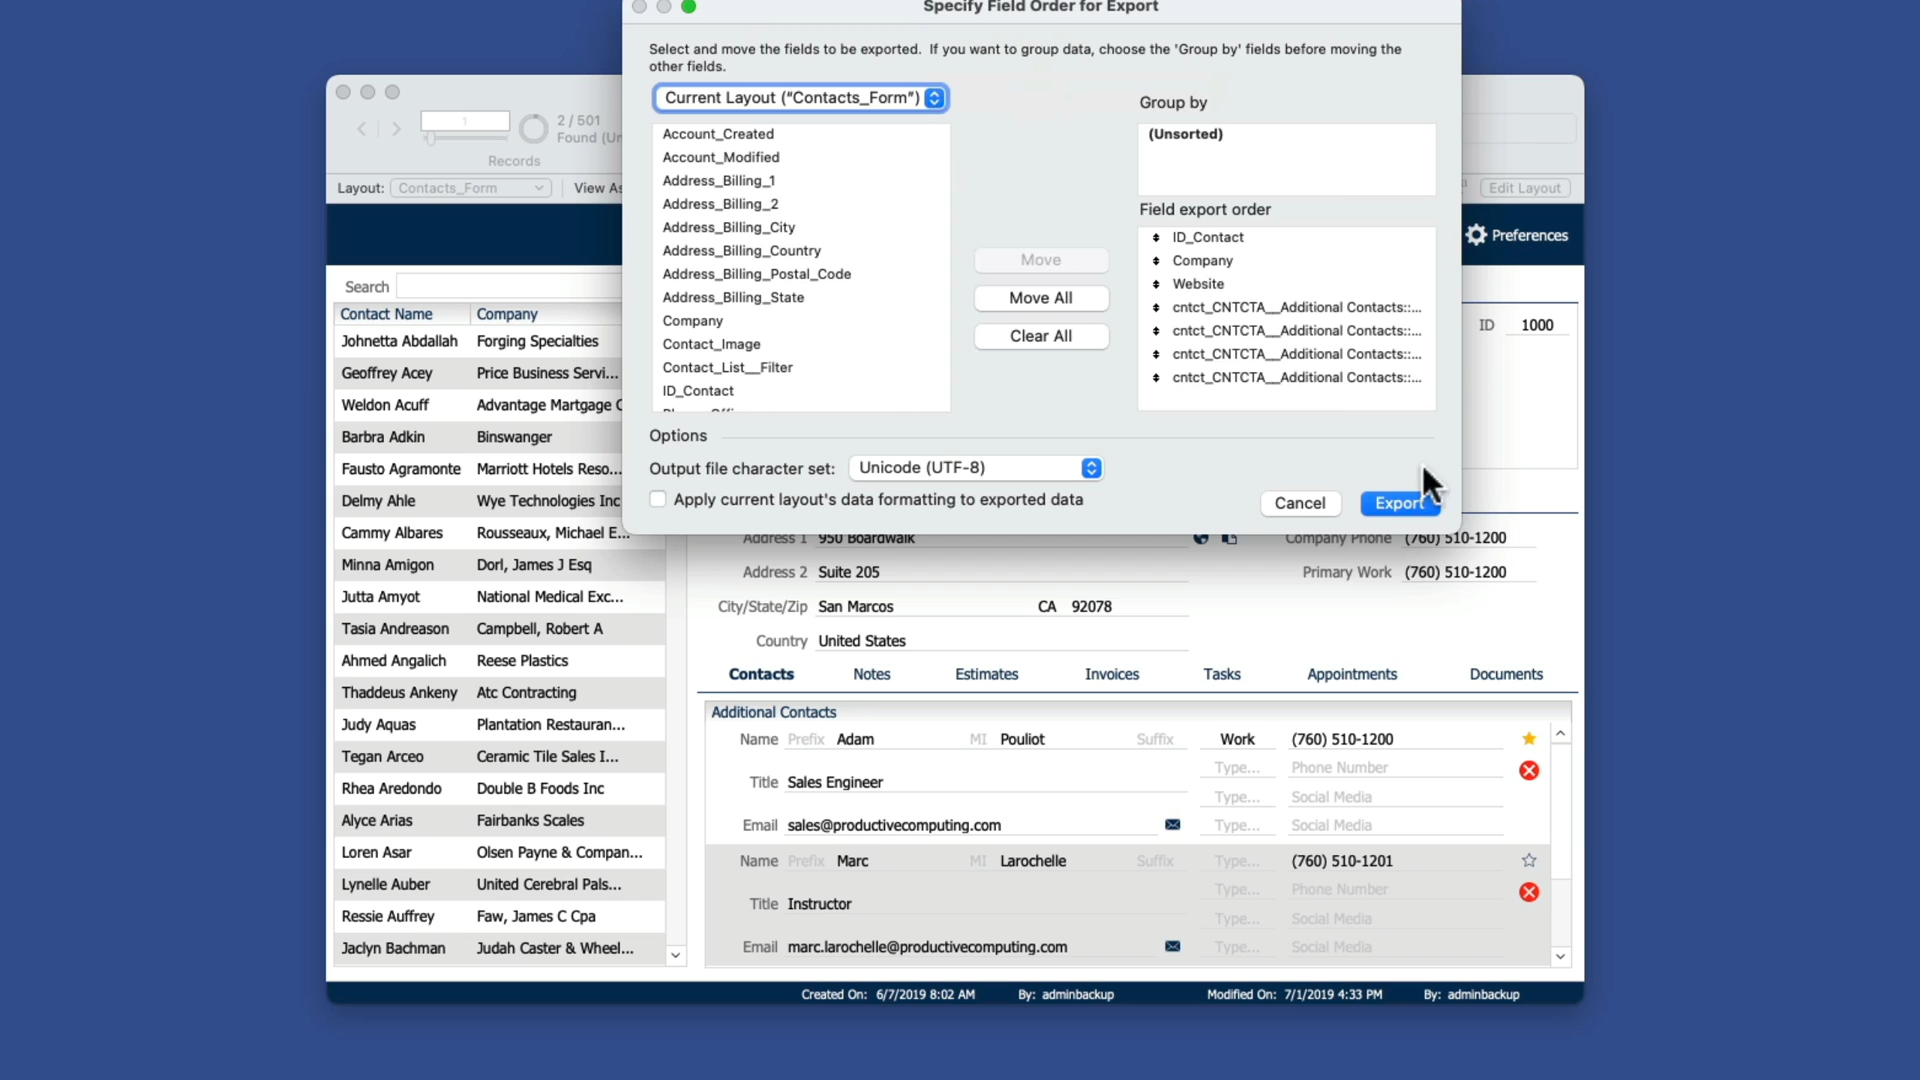 Specify Field Order for Export
Select and move the fields to be exported. If you want to group data, choose the 'Group by' fields before moving the
other fields.
Current Layout ("Contacts_Form")
Account_Created
Account_Modified
Address_Billing_1
Address_Billing_2
Address_Billing_City
Address_Billing_Country
Address_Billing_Postal_Code
Address_Billing_State
Company
Contact_Image
Contact_List__Filter
ID_Contact
Move
Move All
Clear All
Group by
(Unsorted)
Field export order
ID_Contact
Company
Website
cntct_CNTCTA__Additional Contacts::...
cntct_CNTCTA__Additional Contacts::...
cntct_CNTCTA__Additional Contacts::...
cntct_CNTCTA__Additional Contacts::...
Options
Output file character set: Unicode (UTF-8)
Apply current layout's data formatting to exported data
Cancel Export
1 2 / 501
Found (Un
Records
Layout: Contacts_Form View As Edit Layout
Preferences
Search
Contact Name Company
Johnetta Abdallah Forging Specialties
Geoffrey Acey Price Business Servi...
Weldon Acuff Advantage Martgage C
Barbra Adkin Binswanger
Fausto Agramonte Marriott Hotels Reso...
Delmy Ahle Wye Technologies Inc
Cammy Albares Rousseaux, Michael E...
Minna Amigon Dorl, James J Esq
Jutta Amyot National Medical Exc...
Tasia Andreason Campbell, Robert A
Ahmed Angalich Reese Plastics
Thaddeus Ankeny Atc Contracting
Judy Aquas Plantation Restauran...
Tegan Arceo Ceramic Tile Sales I...
Rhea Aredondo Double B Foods Inc
Alyce Arias Fairbanks Scales
Loren Asar Olsen Payne & Compan...
Lynelle Auber United Cerebral Pals...
Ressie Auffrey Faw, James C Cpa
Jaclyn Bachman Judah Caster & Wheel...
ID 1000
Address 1 950 Boardwalk Company Phone (760) 510-1200
Address 2 Suite 205 Primary Work (760) 510-1200
City/State/Zip San Marcos CA 92078
Country United States
Contacts Notes Estimates Invoices Tasks Appointments Documents
Additional Contacts
Name Prefix Adam MI Pouliot Suffix Work (760) 510-1200
Type... Phone Number
Title Sales Engineer
Type... Social Media
Email sales@productivecomputing.com Type... Social Media
Name Prefix Marc MI Larochelle Suffix Type... (760) 510-1201
Type... Phone Number
Title Instructor
Type... Social Media
Email marc.larochelle@productivecomputing.com Type... Social Media
Created On: 6/7/2019 8:02 AM By: adminbackup Modified On: 7/1/2019 4:33 PM By: adminbackup